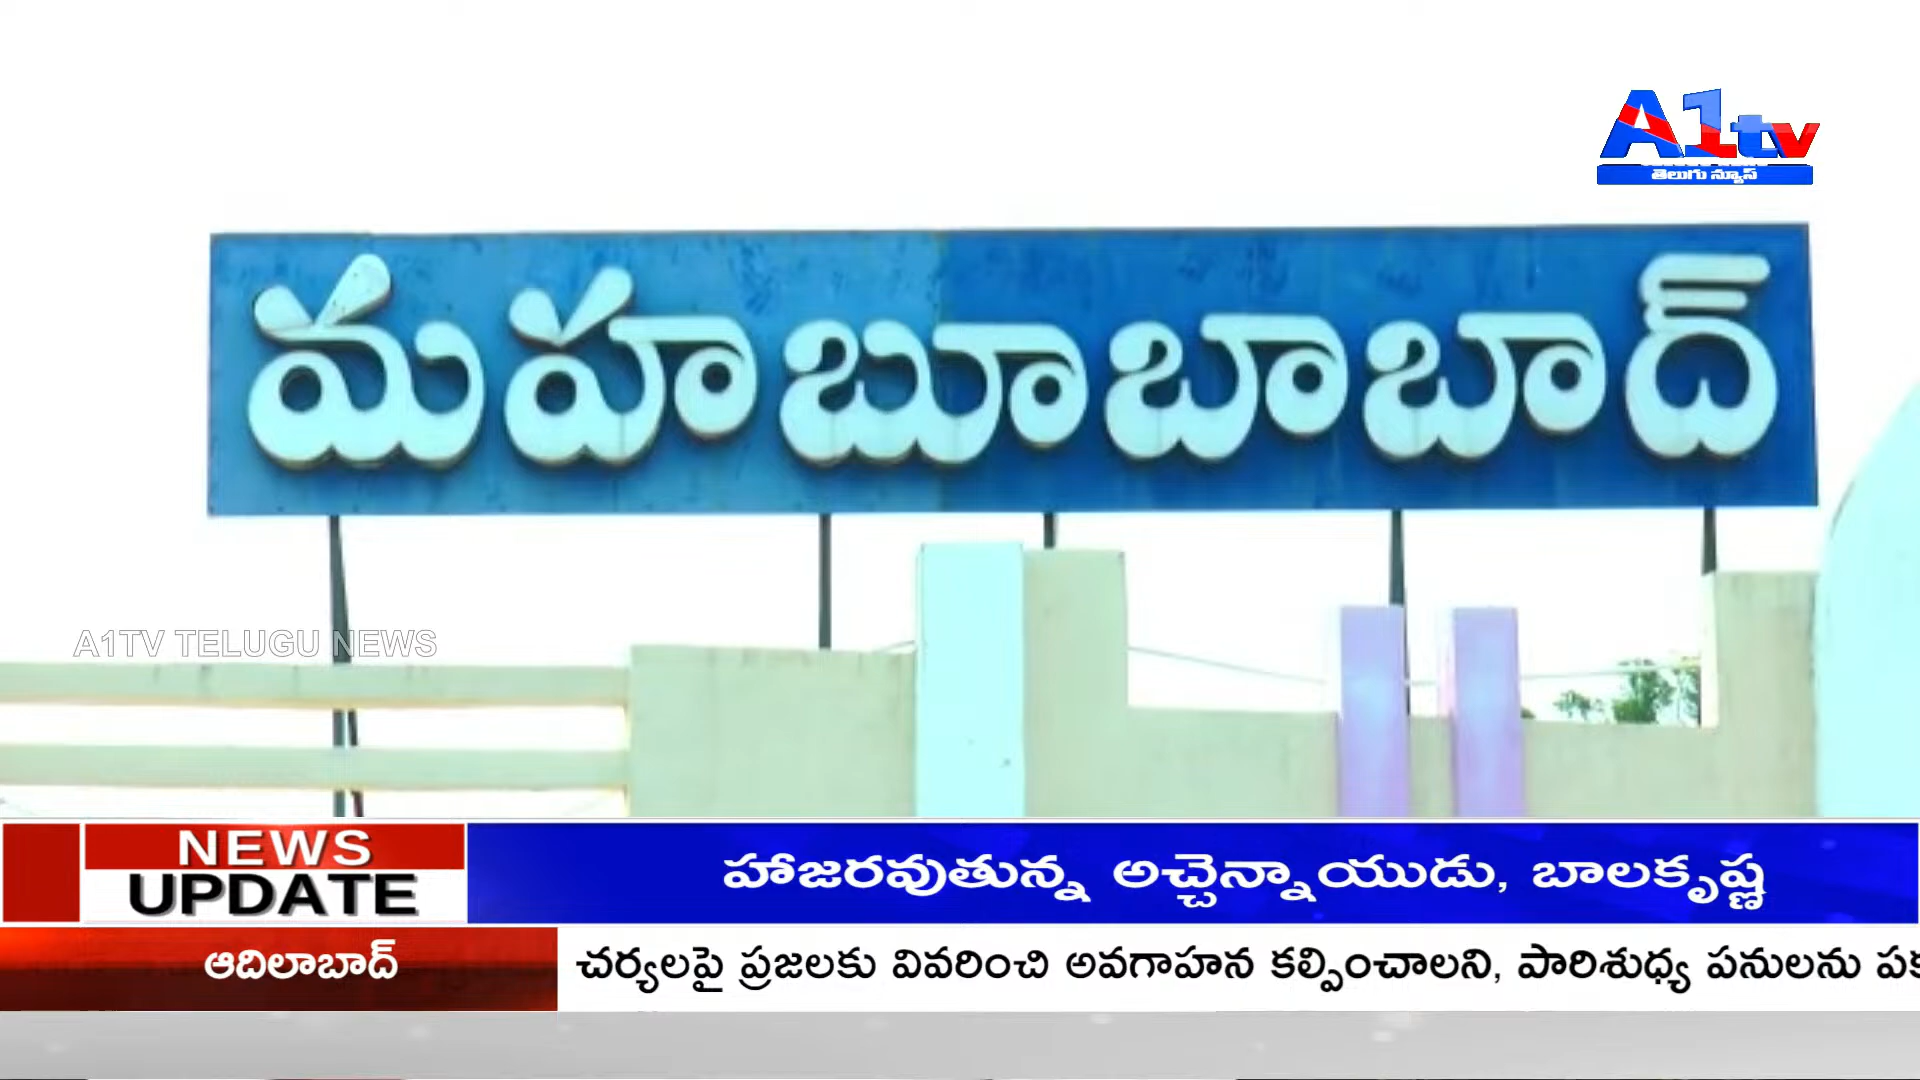 A1tv
తెలుగు న్యూస్
మహబూబాబాద్
A1TV TELUGU NEWS
NEWS
UPDATE
హాజరవుతున్న అచ్చెన్నాయుడు, బాలకృష్ణ
ఆదిలాబాద్
చర్యలపై ప్రజలకు వివరించి అవగాహన కల్పించాలని, పారిశుధ్య పనులను